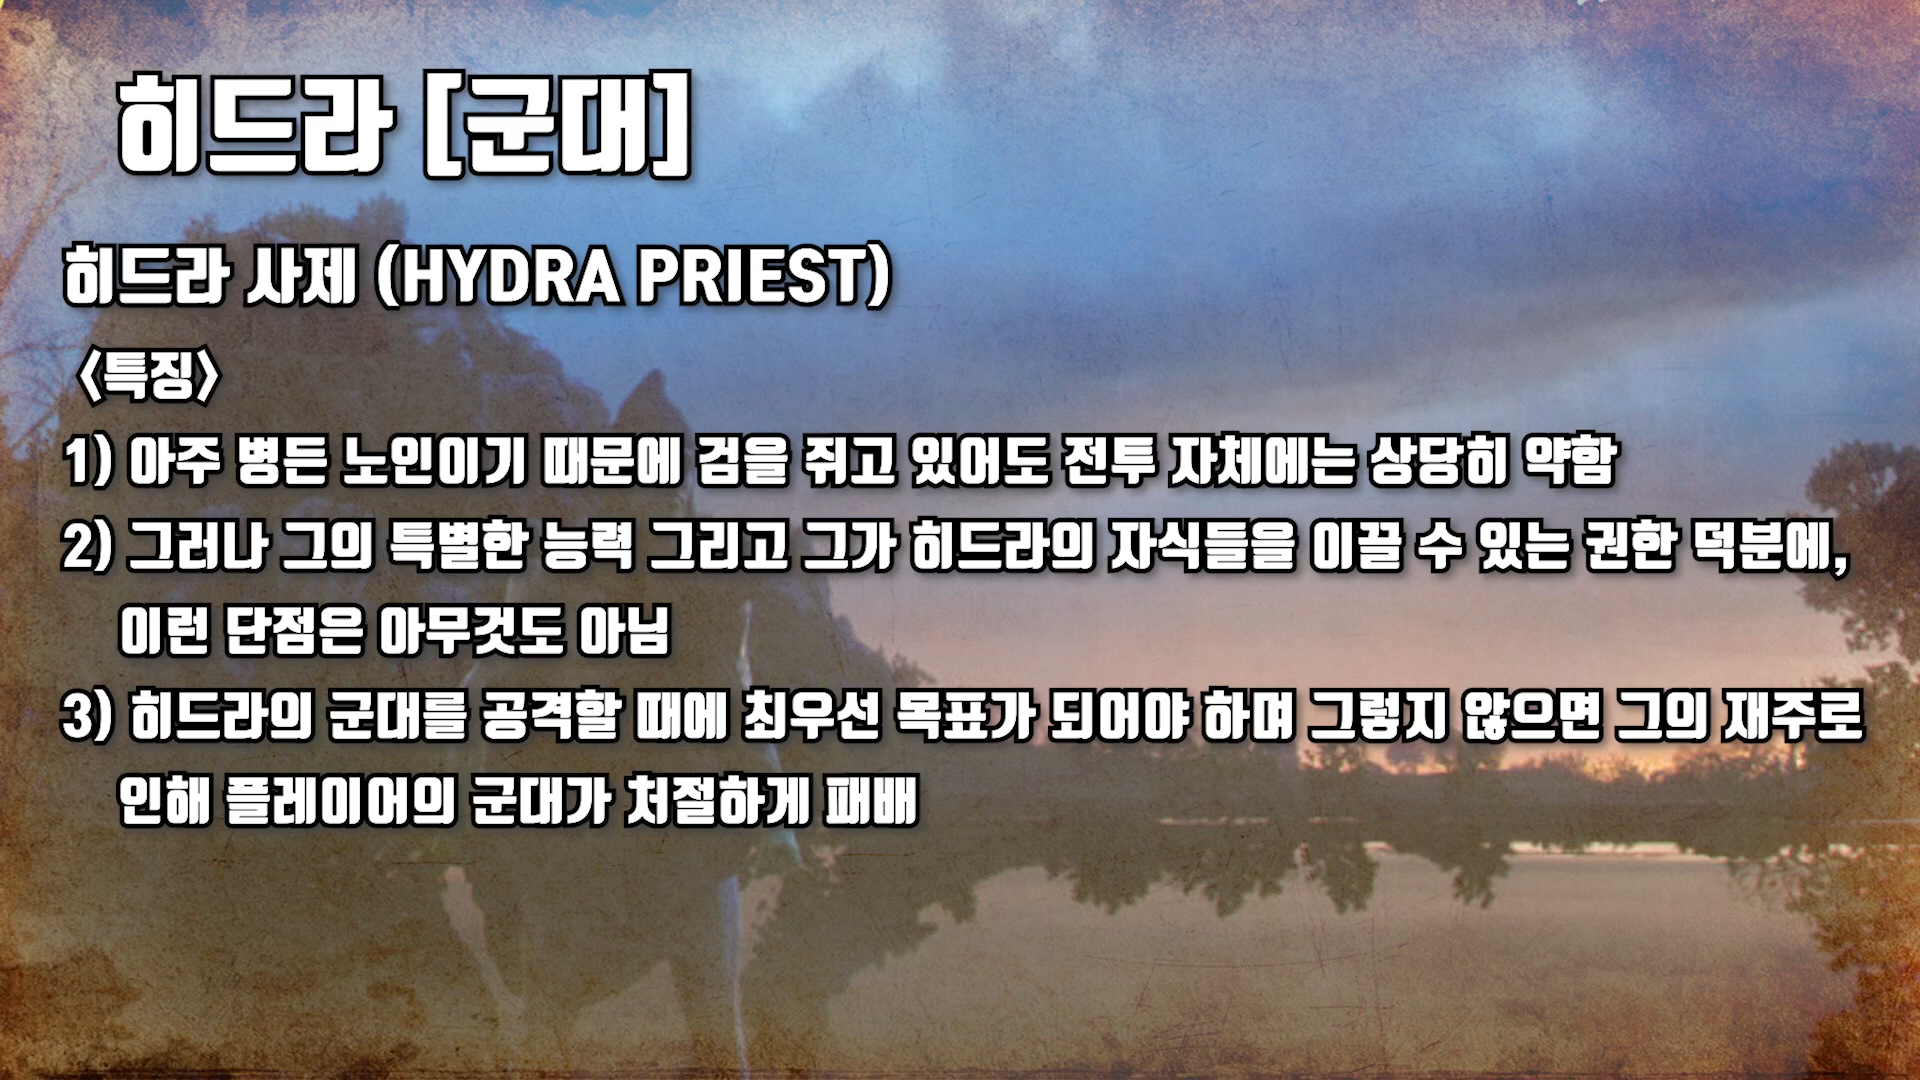 히드라 [군대]
히드라 사제 (HYDRA PRIEST)
<특징>
1) 아주 병든 노인이기 때문에 검을 쥐고 있어도 전투 자체에는 상당히 약함
2) 그러나 그의 특별한 능력 그리고 그가 히드라의 자식들을 이끌 수 있는 권한 덕분에,
이런 단점은 아무것도 아님
3) 히드라의 군대를 공격할 때에 최우선 목표가 되어야 하며 그렇지 않으면 그의 재주로
인해 플레이어의 군대가 처절하게 패배